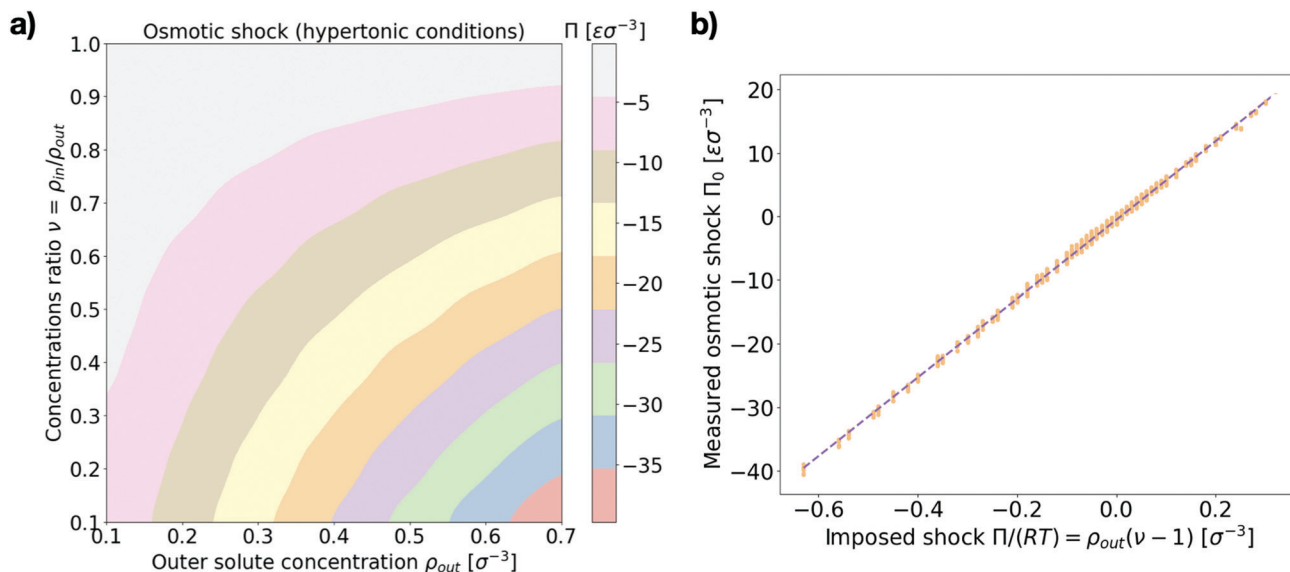 a)
Osmotic shock (hypertonic conditions)
Π [εσ⁻³]
Concentrations ratio ν = ρ_in/ρ_out
1.0
0.9
0.8
0.7
0.6
0.5
0.4
0.3
0.2
0.1
0.1 0.2 0.3 0.4 0.5 0.6 0.7
Outer solute concentration ρ_out [σ⁻³]
−5
−10
−15
−20
−25
−30
−35
b)
Measured osmotic shock Π₀ [εσ⁻³]
20
10
0
−10
−20
−30
−40
−0.6 −0.4 −0.2 0.0 0.2
Imposed shock Π/(RT) = ρ_out(ν − 1) [σ⁻³]